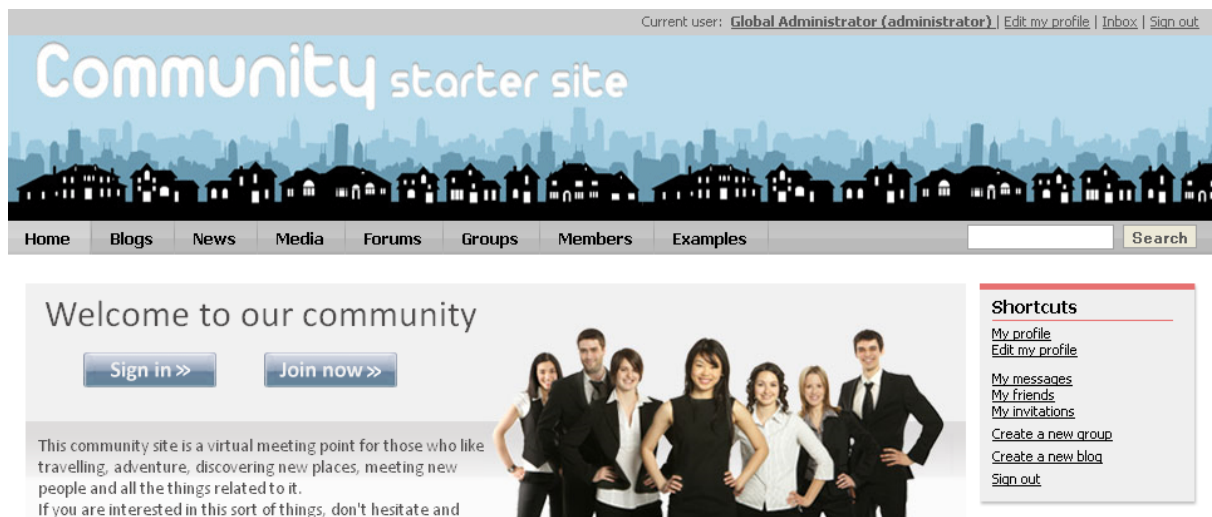 Current user: Global Administrator (administrator) | Edit my profile | Inbox | Sign out
Community starter site
Home Blogs News Media Forums Groups Members Examples Search
Welcome to our community
Sign in >> Join now >>
This community site is a virtual meeting point for those who like
travelling, adventure, discovering new places, meeting new
people and all the things related to it.
If you are interested in this sort of things, don't hesitate and
Shortcuts
My profile
Edit my profile
My messages
My friends
My invitations
Create a new group
Create a new blog
Sign out